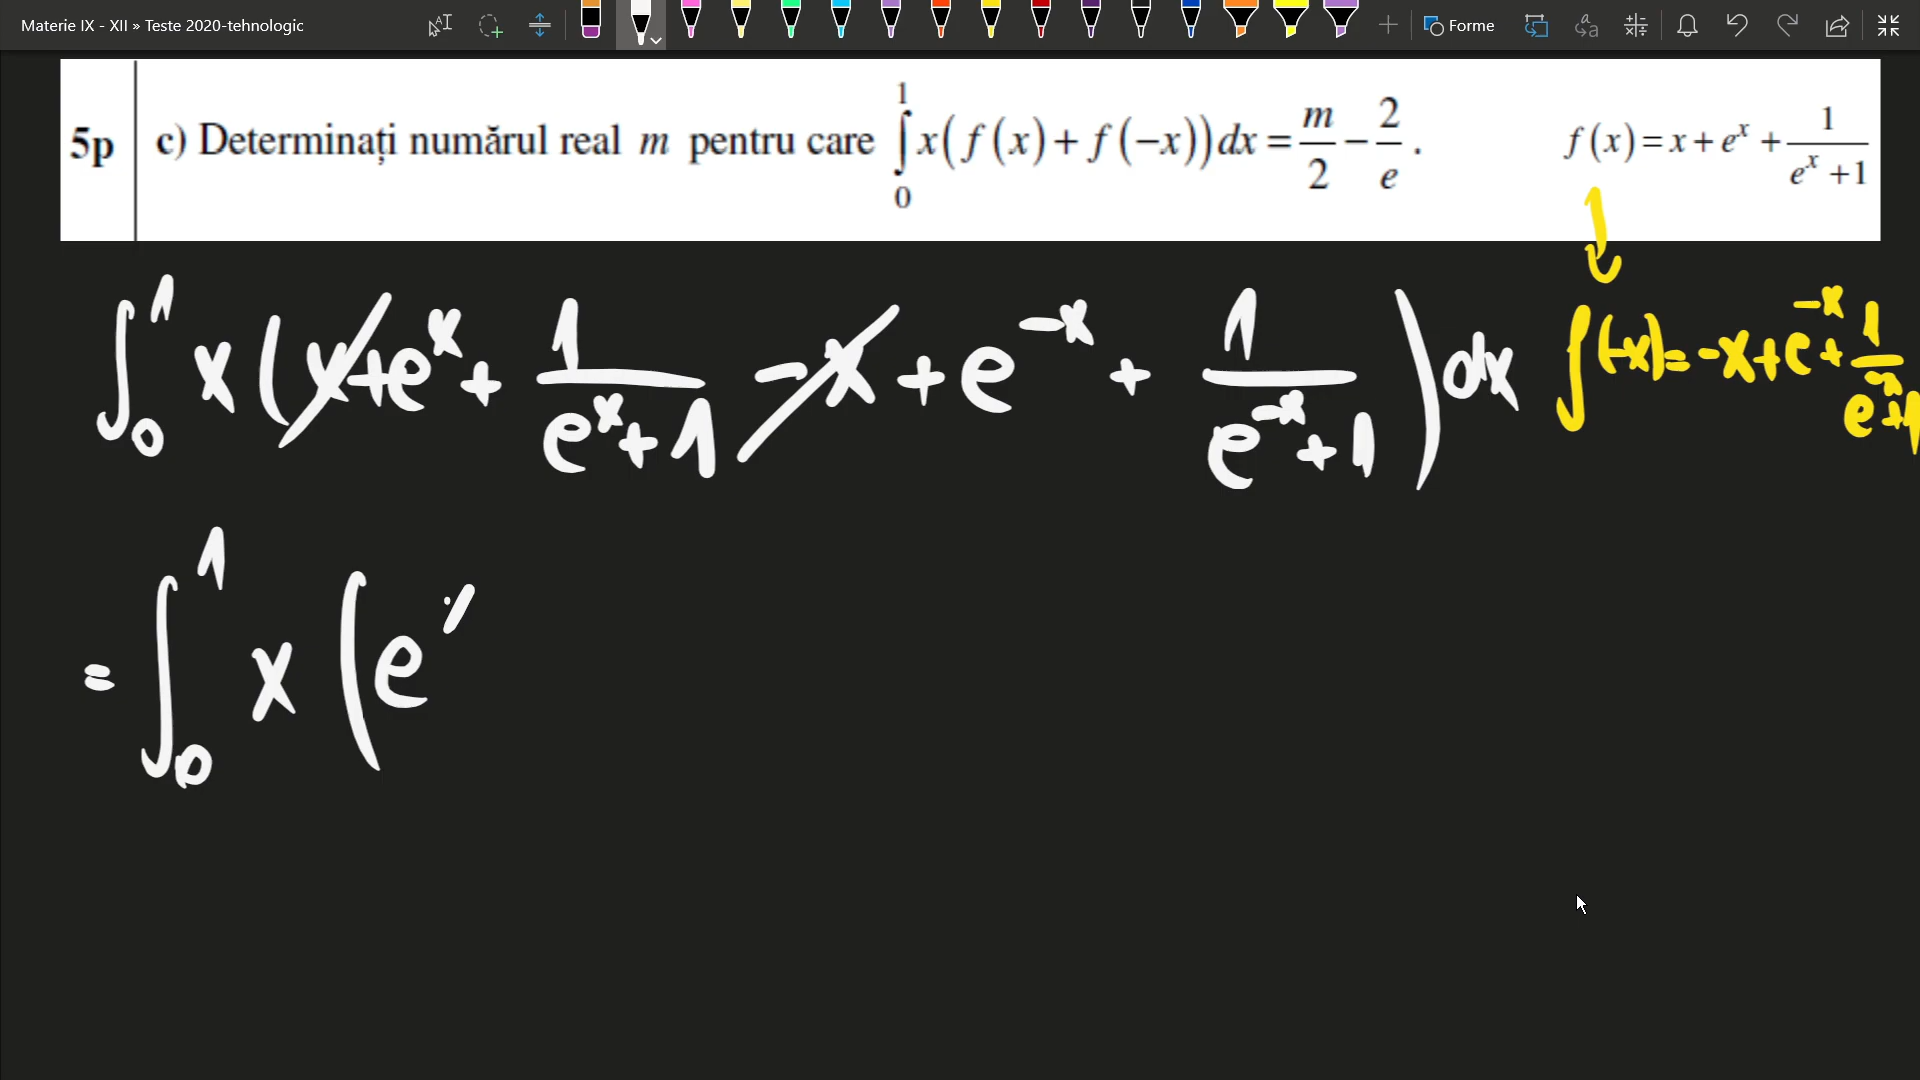 Materie IX - XII » Teste 2020-tehnologic
Forme
5p c) Determinați numărul real m pentru care ∫₀¹ x(f(x)+f(−x))dx = m/2 − 2/e . f(x)=x+eˣ+1/(eˣ+1)
∫₀¹ x(x+eˣ+1/(eˣ+1) −x+e⁻ˣ+1/(e⁻ˣ+1))dx f(-x)=-x+e⁻ˣ+1/(e⁻ˣ+1)
= ∫₀¹ x(e